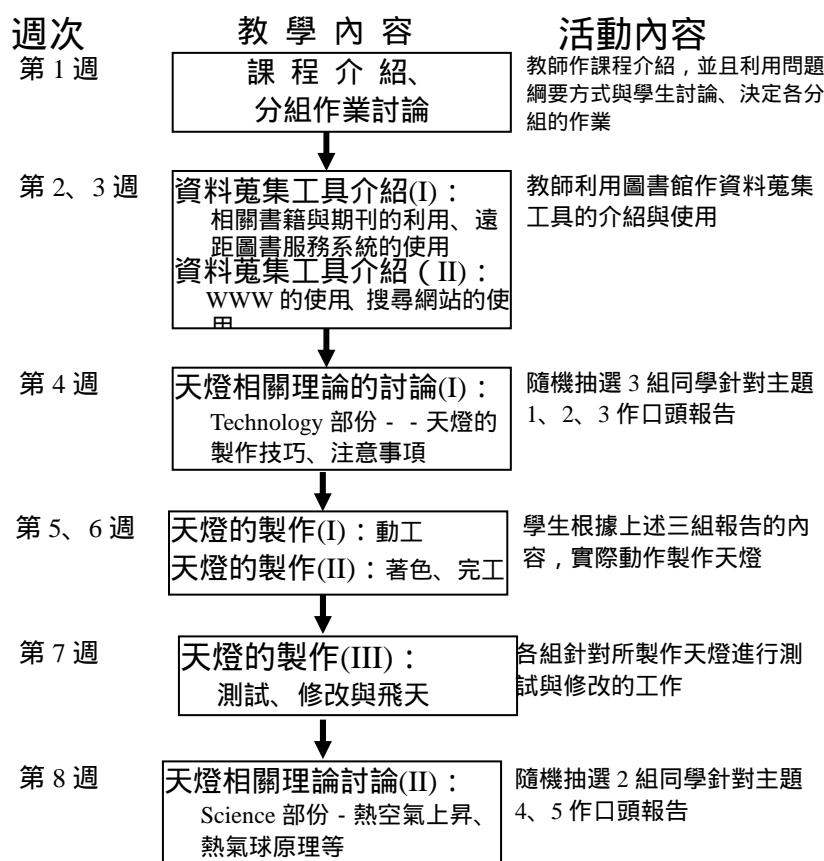 週次 教學內容 活動內容
第1週
課程介紹、
分組作業討論
教師作課程介紹，並且利用問題
綱要方式與學生討論、決定各分
組的作業
第2、3週
資料蒐集工具介紹(I)：
相關書籍與期刊的利用、遠
距圖書服務系統的使用
資料蒐集工具介紹（II)：
WWW 的使用、搜尋網站的使
用
教師利用圖書館作資料蒐集
工具的介紹與使用
第4週
天燈相關理論的討論(I)：
Technology 部份 - - 天燈的
製作技巧、注意事項
隨機抽選3組同學針對主題
1、2、3作口頭報告
第5、6週
天燈的製作(I)：動工
天燈的製作(II)：著色、完工
學生根據上述三組報告的內
容，實際動作製作天燈
第7週
天燈的製作(III)：
測試、修改與飛天
各組針對所製作天燈進行測
試與修改的工作
第8週
天燈相關理論討論(II)：
Science 部份 - 熱空氣上昇、
熱氣球原理等
隨機抽選2組同學針對主題
4、5作口頭報告